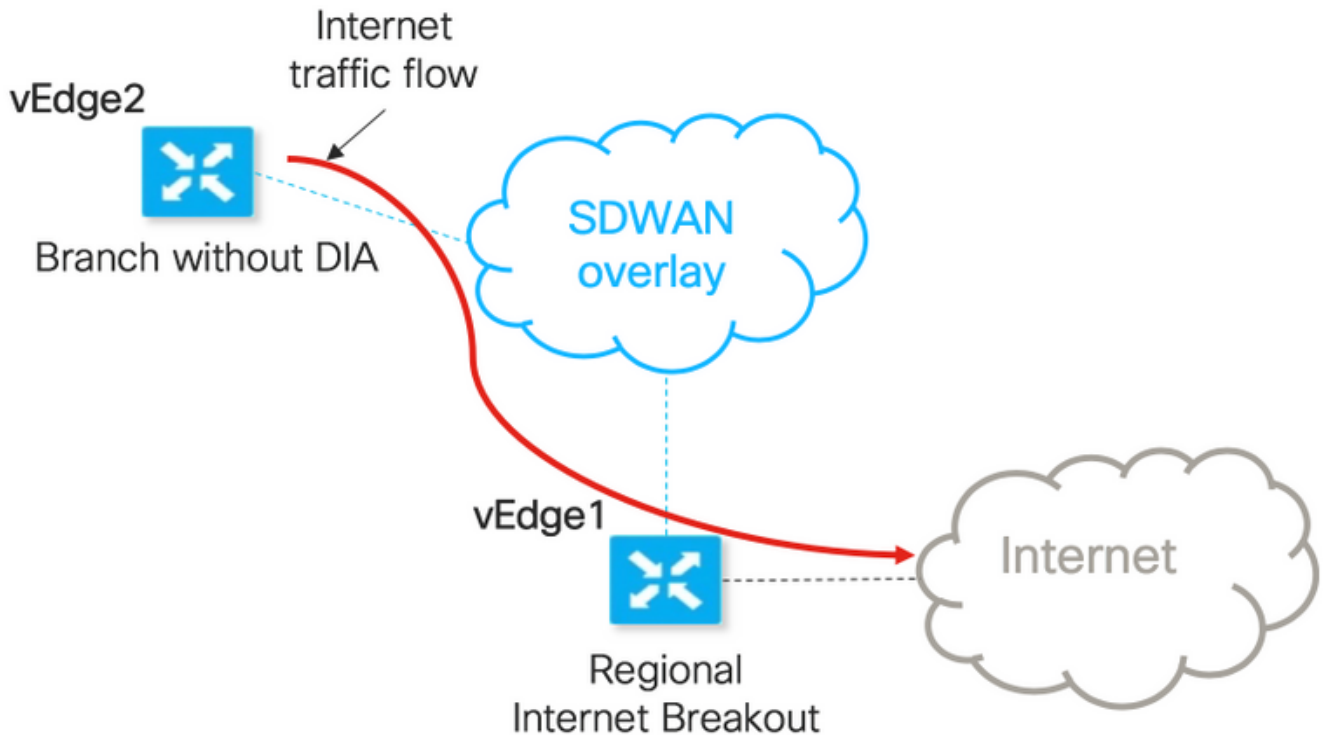 Internet
traffic flow
vEdge2
SDWAN
overlay
Branch without DIA
vEdge1
Internet
Regional
Internet Breakout